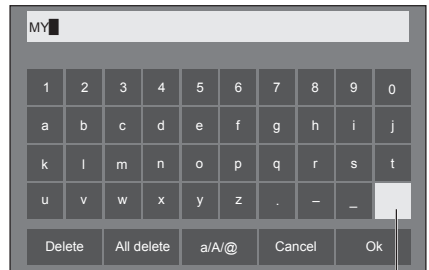 MY
1 2 3 4 5 6 7 8 9 0
a b c d e f g h i j
k l m n o p q r s t
u v w x y z . – _
Delete All delete a/A/@ Cancel Ok